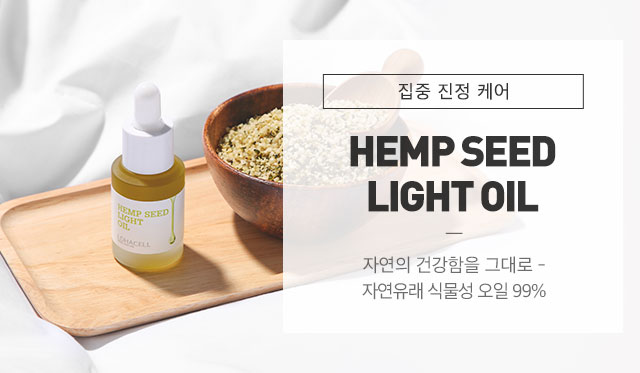 집중 진정 케어
HEMP SEED
LIGHT OIL
자연의 건강함을 그대로 -
자연유래 식물성 오일 99%
HEMP SEED
LIGHT
OIL